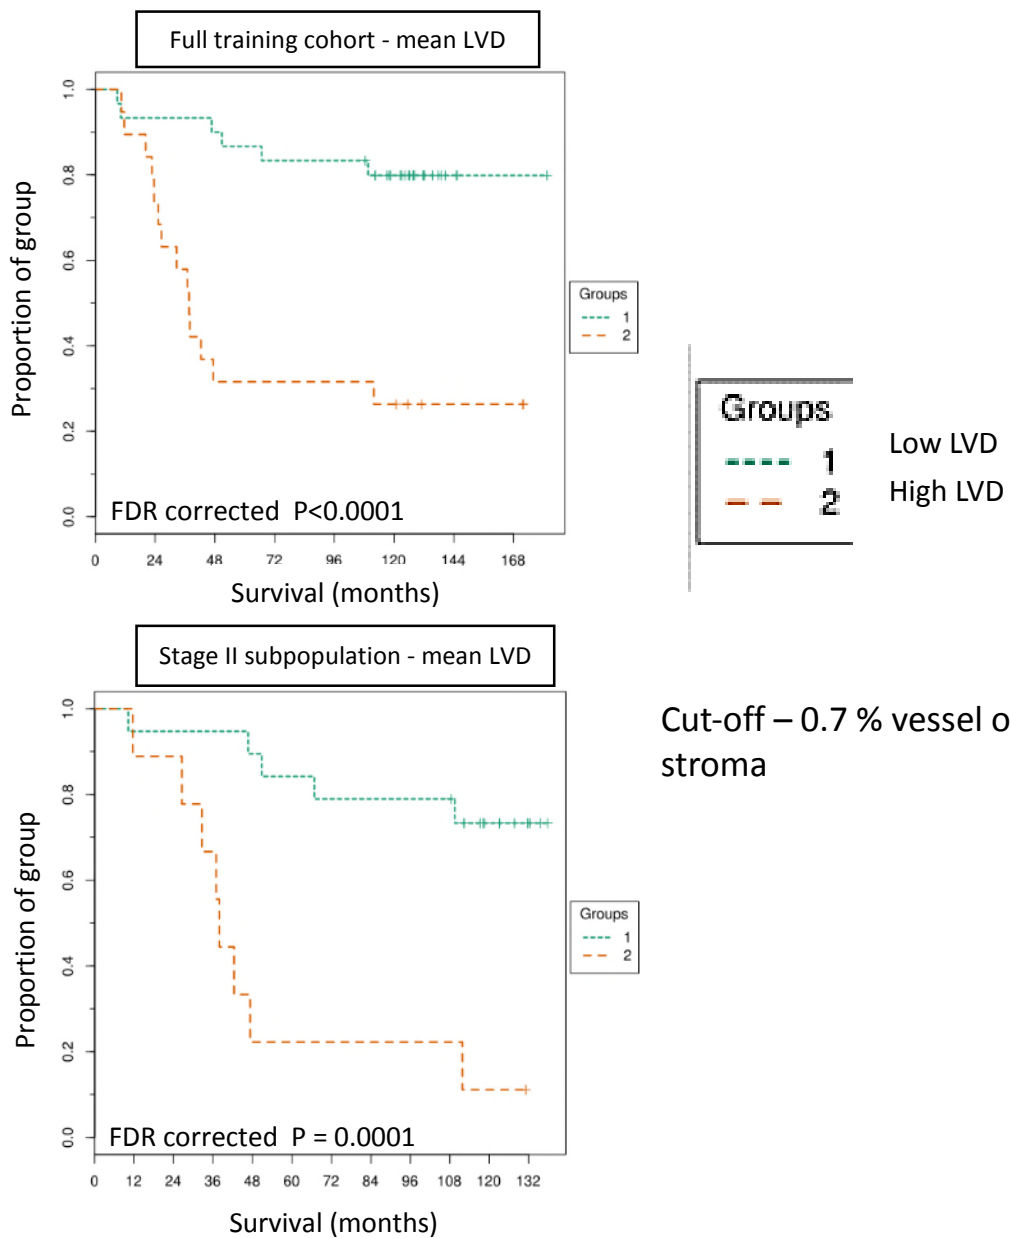 Full training cohort - mean LVD
Proportion of group
1.0
0.8
0.6
0.4
0.2
0.0
FDR corrected P<0.0001
0 24 48 72 96 120 144 168
Survival (months)
Groups
1
2
Groups
1 Low LVD
2 High LVD
Stage II subpopulation - mean LVD
Proportion of group
1.0
0.8
0.6
0.4
0.2
0.0
FDR corrected P = 0.0001
0 12 24 36 48 60 72 84 96 108 120 132
Survival (months)
Groups
1
2
Cut-off – 0.7 % vessel o
stroma